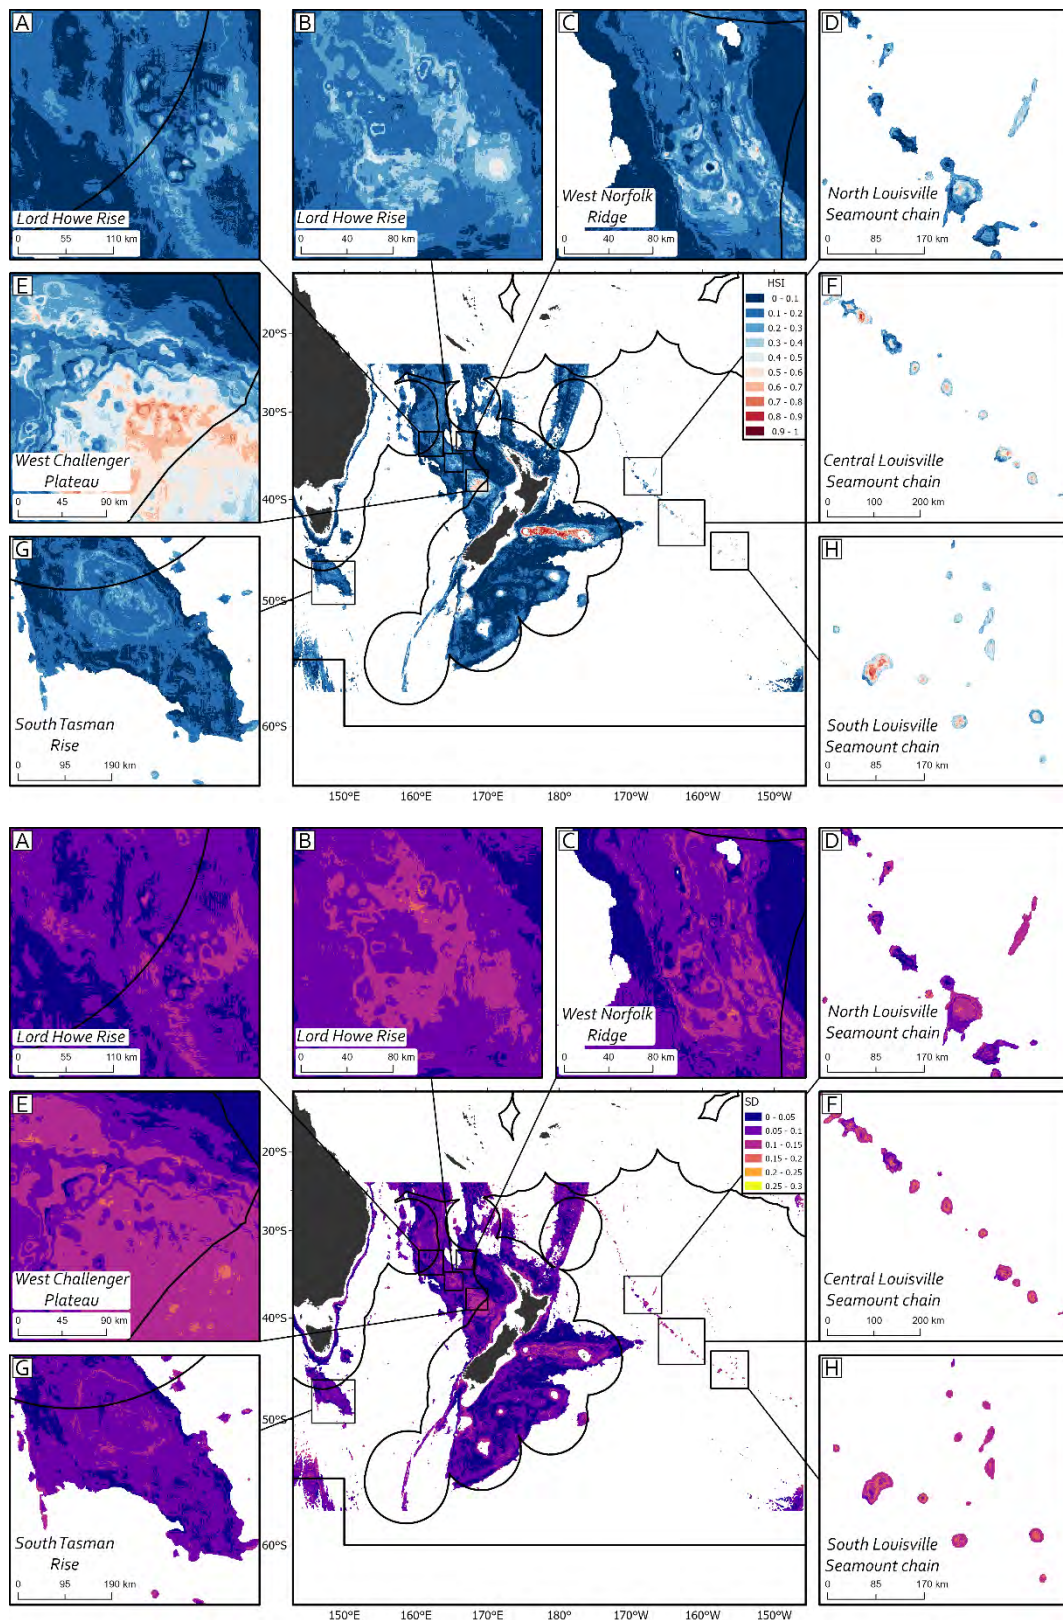 A
Lord Howe Rise
0 55 110 km
B
Lord Howe Rise
0 40 80 km
C
West Norfolk
Ridge
0 40 80 km
D
North Louisville
Seamount chain
0 85 170 km
E
West Challenger
Plateau
0 45 90 km
20°S
30°S
40°S
50°S
60°S
150°E 160°E 170°E 180° 170°W 160°W 150°W
HSI
0 - 0.1
0.1 - 0.2
0.2 - 0.3
0.3 - 0.4
0.4 - 0.5
0.5 - 0.6
0.6 - 0.7
0.7 - 0.8
0.8 - 0.9
0.9 - 1
F
Central Louisville
Seamount chain
0 100 200 km
G
South Tasman
Rise
0 95 190 km
H
South Louisville
Seamount chain
0 85 170 km
A
Lord Howe Rise
0 55 110 km
B
Lord Howe Rise
0 40 80 km
C
West Norfolk
Ridge
0 40 80 km
D
North Louisville
Seamount chain
0 85 170 km
E
West Challenger
Plateau
0 45 90 km
20°S
30°S
40°S
50°S
60°S
150°E 160°E 170°E 180° 170°W 160°W 150°W
SD
0 - 0.05
0.05 - 0.1
0.1 - 0.15
0.15 - 0.2
0.2 - 0.25
0.25 - 0.3
F
Central Louisville
Seamount chain
0 100 200 km
G
South Tasman
Rise
0 95 190 km
H
South Louisville
Seamount chain
0 85 170 km